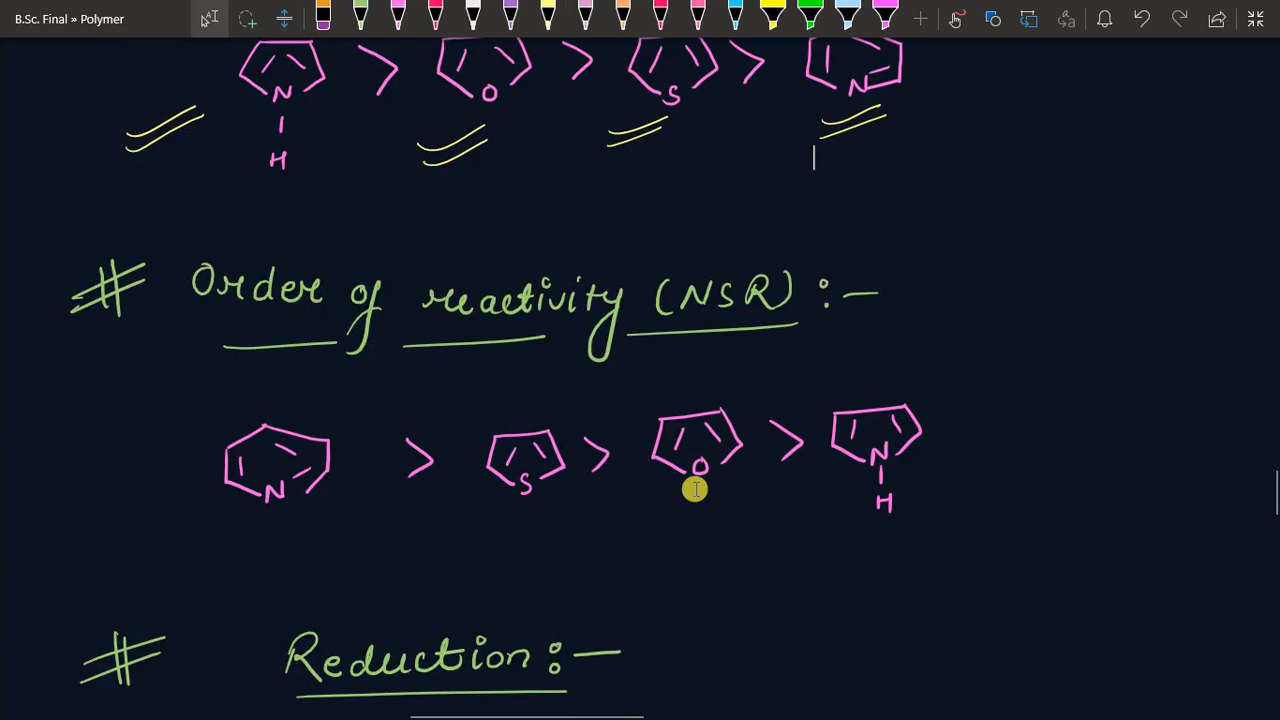 B.Sc. Final » Polymer
N > O > S > N
H
# Order of reactivity (NSR) :-
N > S > O > N
H
# Reduction :-